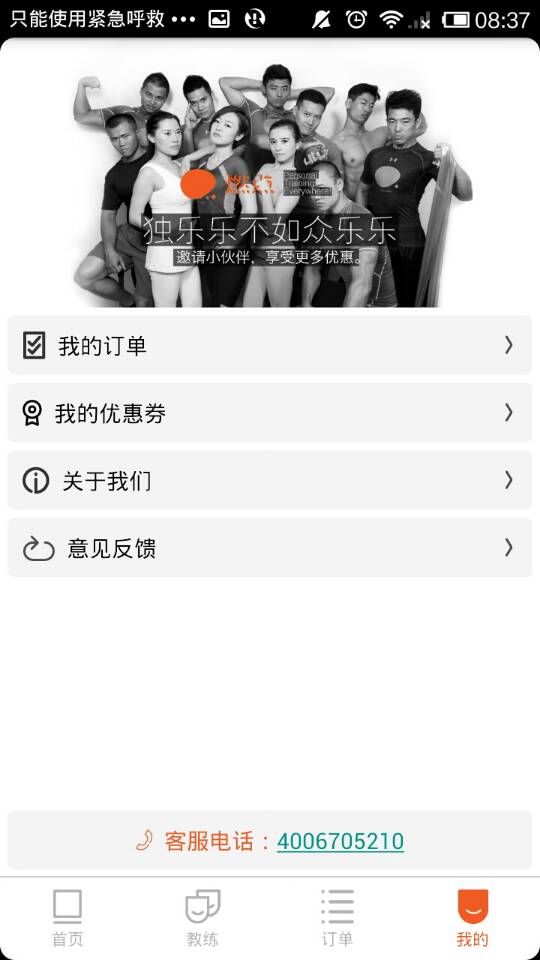 只能使用紧急呼救 ••• 08:37
燃点 Personal Training Everywhere!
独乐乐不如众乐乐
邀请小伙伴，享受更多优惠。
我的订单
我的优惠券
关于我们
意见反馈
客服电话：4006705210
首页 教练 订单 我的